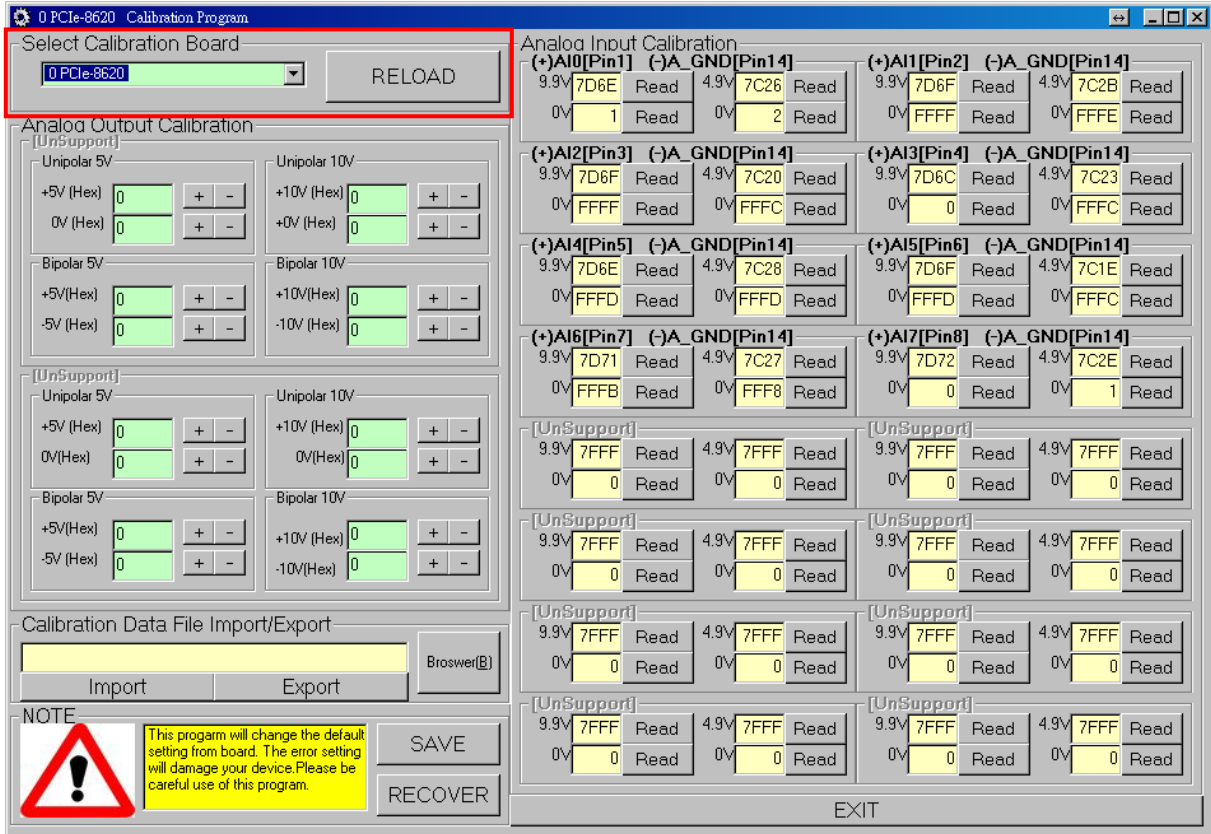 0 PCIe-8620 Calibration Program
Select Calibration Board
0 PCIe-8620
RELOAD
Analog Output Calibration
[UnSupport]
Unipolar 5V
+5V (Hex) 0 + -
0V (Hex) 0 + -
Unipolar 10V
+10V (Hex) 0 + -
+0V (Hex) 0 + -
Bipolar 5V
+5V(Hex) 0 + -
-5V (Hex) 0 + -
Bipolar 10V
+10V(Hex) 0 + -
-10V (Hex) 0 + -
[UnSupport]
Unipolar 5V
+5V (Hex) 0 + -
0V(Hex) 0 + -
Unipolar 10V
+10V (Hex) 0 + -
0V(Hex) 0 + -
Bipolar 5V
+5V(Hex) 0 + -
-5V (Hex) 0 + -
Bipolar 10V
+10V (Hex) 0 + -
-10V(Hex) 0 + -
Calibration Data File Import/Export
Broswer(B)
Import Export
NOTE
This progarm will change the default
setting from board. The error setting
will damage your device.Please be
careful use of this program.
SAVE
RECOVER
Analog Input Calibration
(+)AI0[Pin1] (-)A_GND[Pin14]
9.9V 7D6E Read 4.9V 7C26 Read
0V 1 Read 0V 2 Read
(+)AI1[Pin2] (-)A_GND[Pin14]
9.9V 7D6F Read 4.9V 7C2B Read
0V FFFF Read 0V FFFE Read
(+)AI2[Pin3] (-)A_GND[Pin14]
9.9V 7D6F Read 4.9V 7C20 Read
0V FFFF Read 0V FFFC Read
(+)AI3[Pin4] (-)A_GND[Pin14]
9.9V 7D6C Read 4.9V 7C23 Read
0V 0 Read 0V FFFC Read
(+)AI4[Pin5] (-)A_GND[Pin14]
9.9V 7D6E Read 4.9V 7C28 Read
0V FFFD Read 0V FFFD Read
(+)AI5[Pin6] (-)A_GND[Pin14]
9.9V 7D6F Read 4.9V 7C1E Read
0V FFFD Read 0V FFFC Read
(+)AI6[Pin7] (-)A_GND[Pin14]
9.9V 7D71 Read 4.9V 7C27 Read
0V FFFB Read 0V FFF8 Read
(+)AI7[Pin8] (-)A_GND[Pin14]
9.9V 7D72 Read 4.9V 7C2E Read
0V 0 Read 0V 1 Read
[UnSupport]
9.9V 7FFF Read 4.9V 7FFF Read
0V 0 Read 0V 0 Read
[UnSupport]
9.9V 7FFF Read 4.9V 7FFF Read
0V 0 Read 0V 0 Read
[UnSupport]
9.9V 7FFF Read 4.9V 7FFF Read
0V 0 Read 0V 0 Read
[UnSupport]
9.9V 7FFF Read 4.9V 7FFF Read
0V 0 Read 0V 0 Read
[UnSupport]
9.9V 7FFF Read 4.9V 7FFF Read
0V 0 Read 0V 0 Read
[UnSupport]
9.9V 7FFF Read 4.9V 7FFF Read
0V 0 Read 0V 0 Read
[UnSupport]
9.9V 7FFF Read 4.9V 7FFF Read
0V 0 Read 0V 0 Read
[UnSupport]
9.9V 7FFF Read 4.9V 7FFF Read
0V 0 Read 0V 0 Read
EXIT